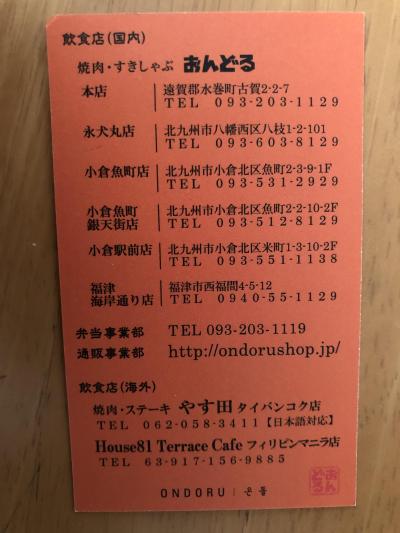 飲食店(国内)
焼肉・すきしゃぶ おんどる
本店 遠賀郡水巻町古賀2-2-7
TEL 093-203-1129
永犬丸店 北九州市八幡西区八枝1-2-101
TEL 093-603-8129
小倉魚町店 北九州市小倉北区魚町2-3-9-1F
TEL 093-531-2929
小倉魚町 銀天街店 北九州市小倉北区魚町2-2-10-2F
TEL 093-512-8129
小倉駅前店 北九州市小倉北区米町1-3-10-2F
TEL 093-551-1138
福津 海岸通り店 福津市西福間4-5-12
TEL 0940-55-1129
弁当事業部 TEL 093-203-1119
通販事業部 http://ondorushop.jp/
飲食店(海外)
焼肉・ステーキ やす田 タイバンコク店
TEL 062-058-3411【日本語対応】
House81 Terrace Cafe フィリピンマニラ店
TEL 63-917-156-9885
ONDORU | 온돌
おんどる